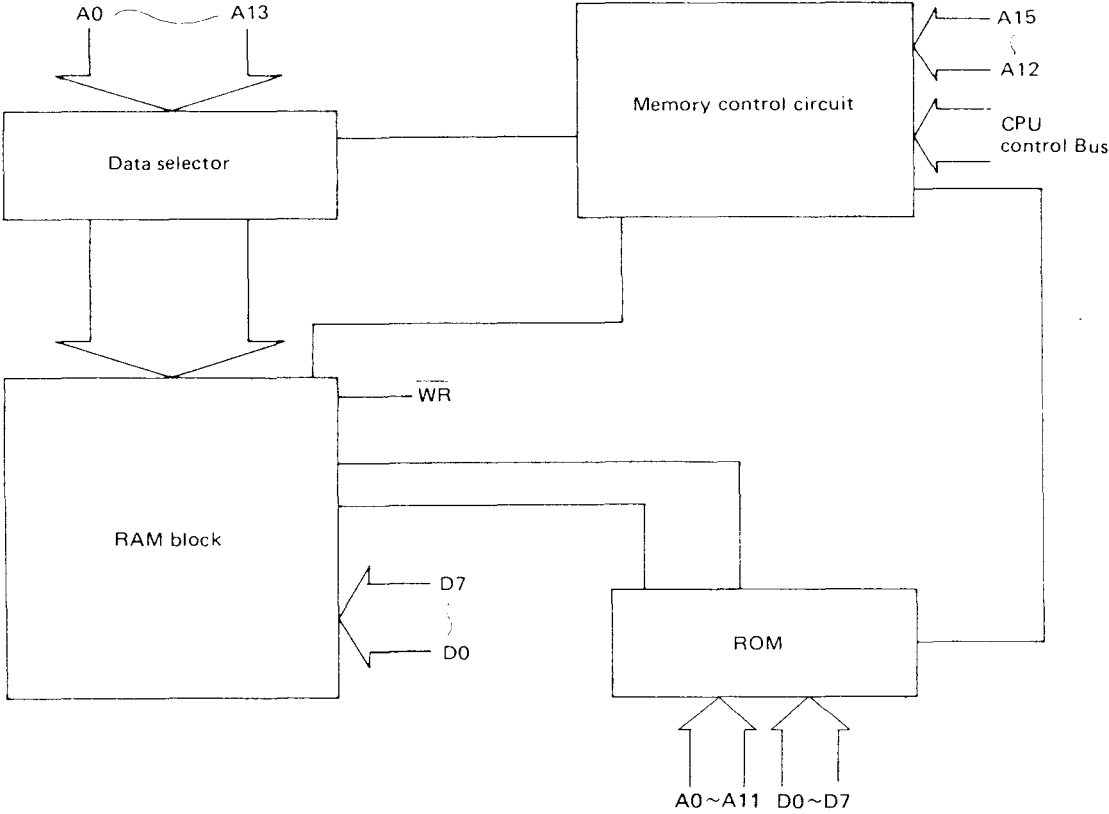 A0 ~ A13
A15
~
A12
Memory control circuit
CPU
control Bus
Data selector
W̅R̅
RAM block
D7
~
D0
ROM
A0~A11 D0~D7